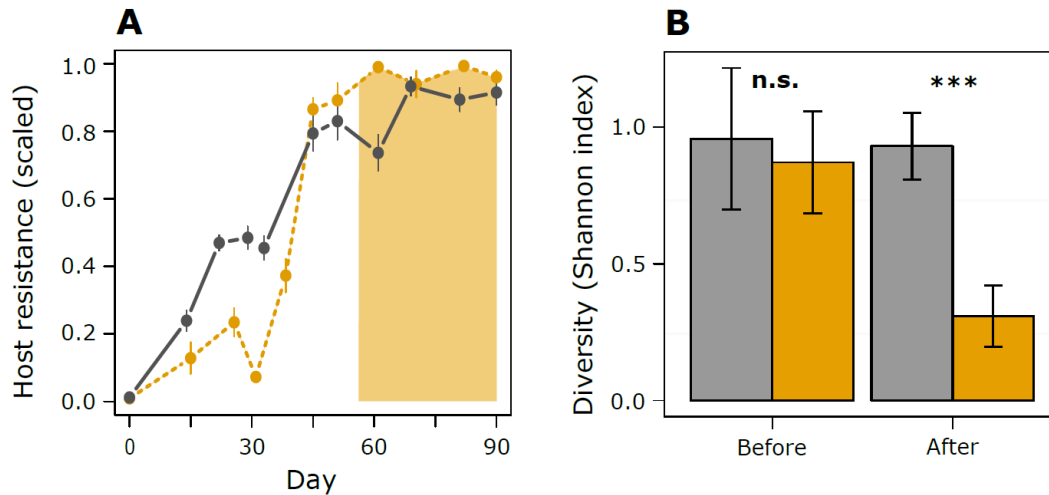 A
Host resistance (scaled)
1.0
0.8
0.6
0.4
0.2
0.0
0
30
60
90
Day
B
Diversity (Shannon index)
n.s.
***
1.0
0.5
0.0
Before
After